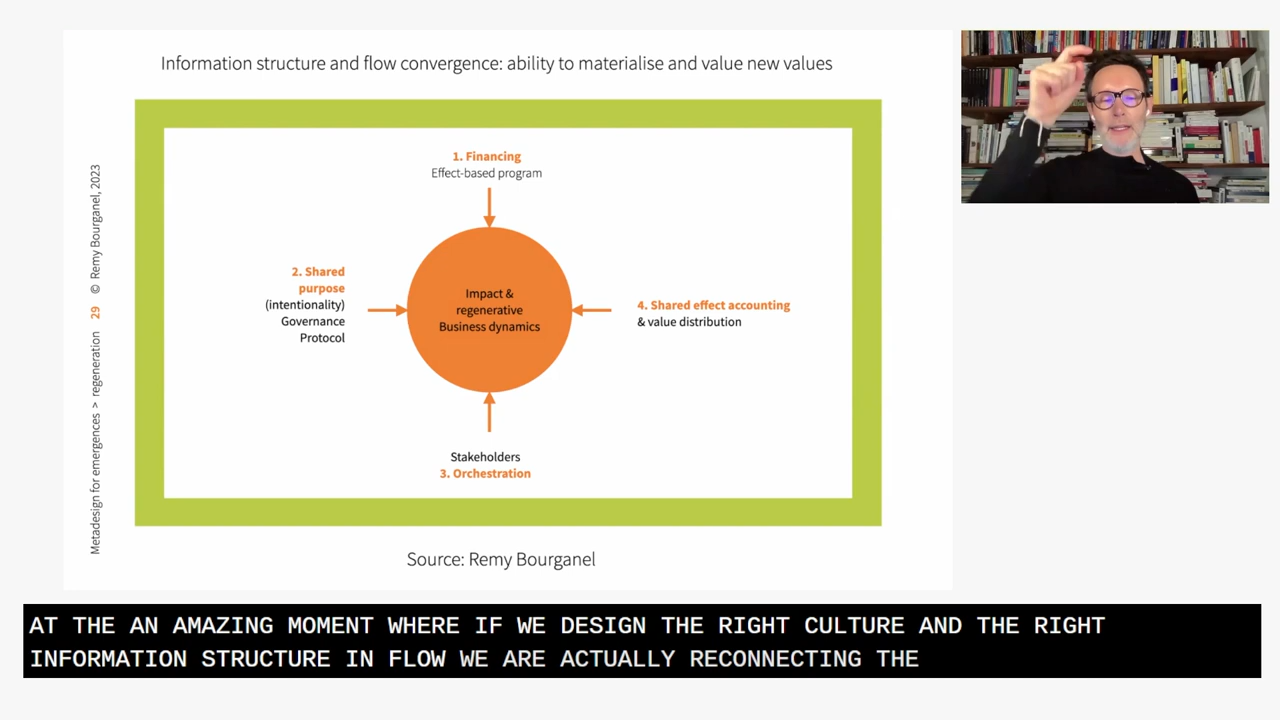 Information structure and flow convergence: ability to materialise and value new values
1. Financing
Effect-based program
2. Shared
purpose
(intentionality)
Governance
Protocol
Impact &
regenerative
Business dynamics
4. Shared effect accounting
& value distribution
Stakeholders
3. Orchestration
Metadesign for emergences > regeneration 29 © Remy Bourganel, 2023
Source: Remy Bourganel
AT THE AN AMAZING MOMENT WHERE IF WE DESIGN THE RIGHT CULTURE AND THE RIGHT
INFORMATION STRUCTURE IN FLOW WE ARE ACTUALLY RECONNECTING THE